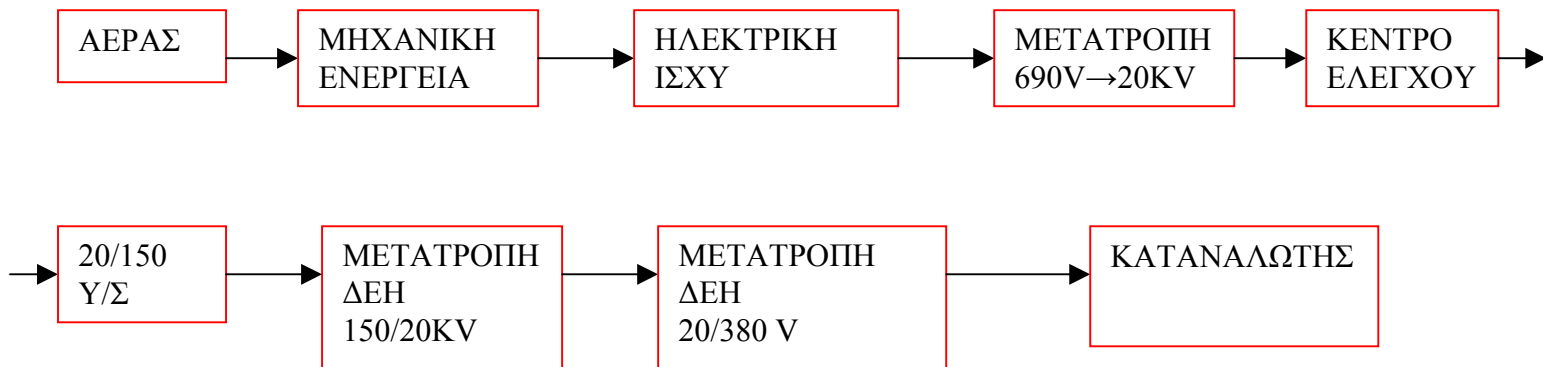 ΑΕΡΑΣ
ΜΗΧΑΝΙΚΗ
ΕΝΕΡΓΕΙΑ
ΗΛΕΚΤΡΙΚΗ
ΙΣΧΥ
ΜΕΤΑΤΡΟΠΗ
690V→20KV
ΚΕΝΤΡΟ
ΕΛΕΓΧΟΥ
20/150
Υ/Σ
ΜΕΤΑΤΡΟΠΗ
ΔΕΗ
150/20KV
ΜΕΤΑΤΡΟΠΗ
ΔΕΗ
20/380 V
ΚΑΤΑΝΑΛΩΤΗΣ